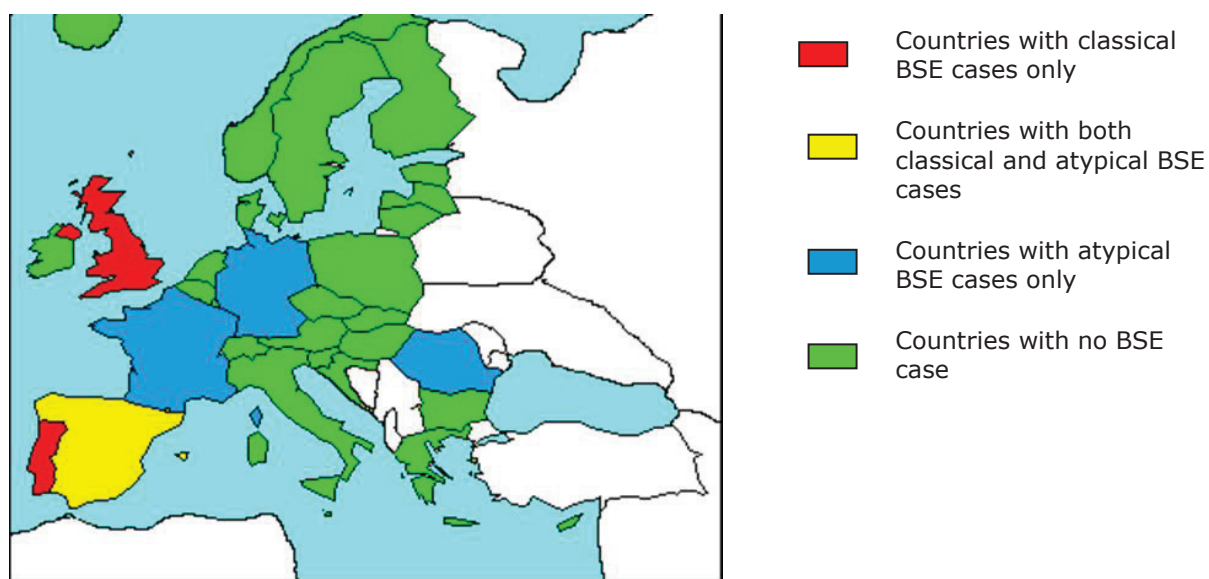 Countries with classical
BSE cases only
Countries with both
classical and atypical BSE
cases
Countries with atypical
BSE cases only
Countries with no BSE
case